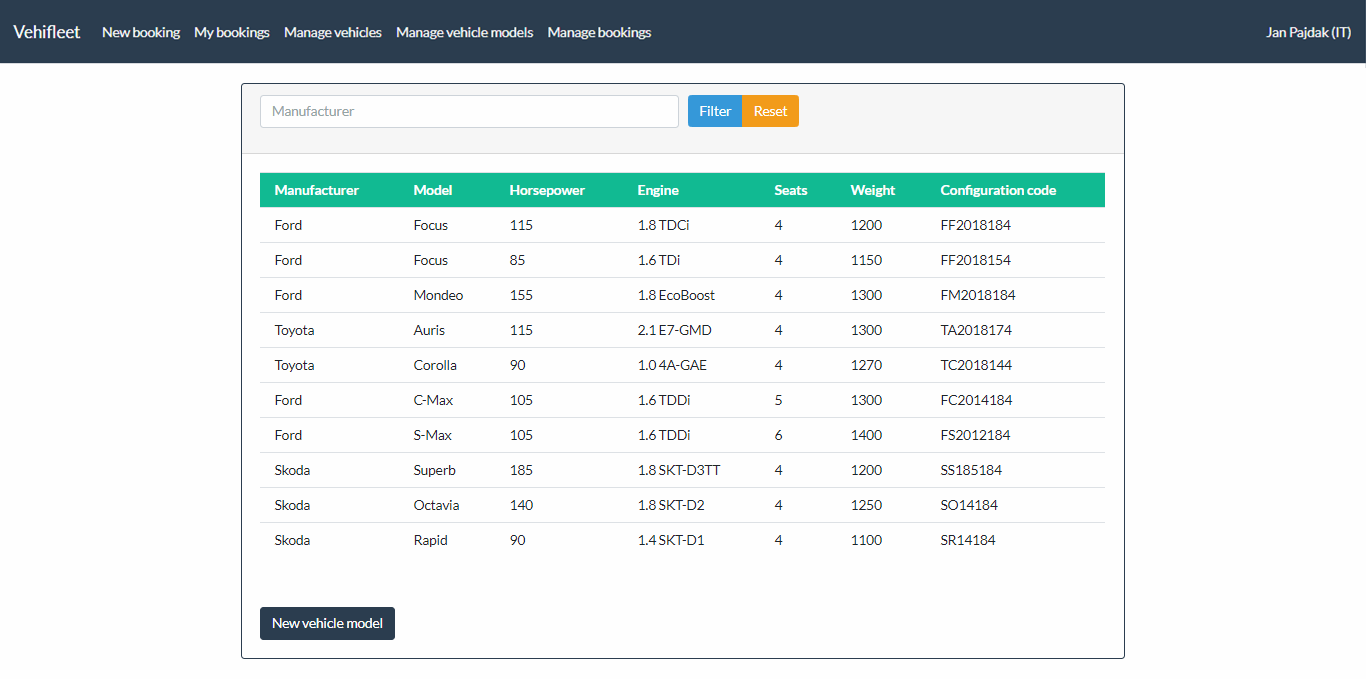 Vehifleet New booking My bookings Manage vehicles Manage vehicle models Manage bookings Jan Pajdak (IT)
Manufacturer Filter Reset
Manufacturer Model Horsepower Engine Seats Weight Configuration code
Ford Focus 115 1.8 TDCi 4 1200 FF2018184
Ford Focus 85 1.6 TDi 4 1150 FF2018154
Ford Mondeo 155 1.8 EcoBoost 4 1300 FM2018184
Toyota Auris 115 2.1 E7-GMD 4 1300 TA2018174
Toyota Corolla 90 1.0 4A-GAE 4 1270 TC2018144
Ford C-Max 105 1.6 TDDi 5 1300 FC2014184
Ford S-Max 105 1.6 TDDi 6 1400 FS2012184
Skoda Superb 185 1.8 SKT-D3TT 4 1200 SS185184
Skoda Octavia 140 1.8 SKT-D2 4 1250 SO14184
Skoda Rapid 90 1.4 SKT-D1 4 1100 SR14184
New vehicle model